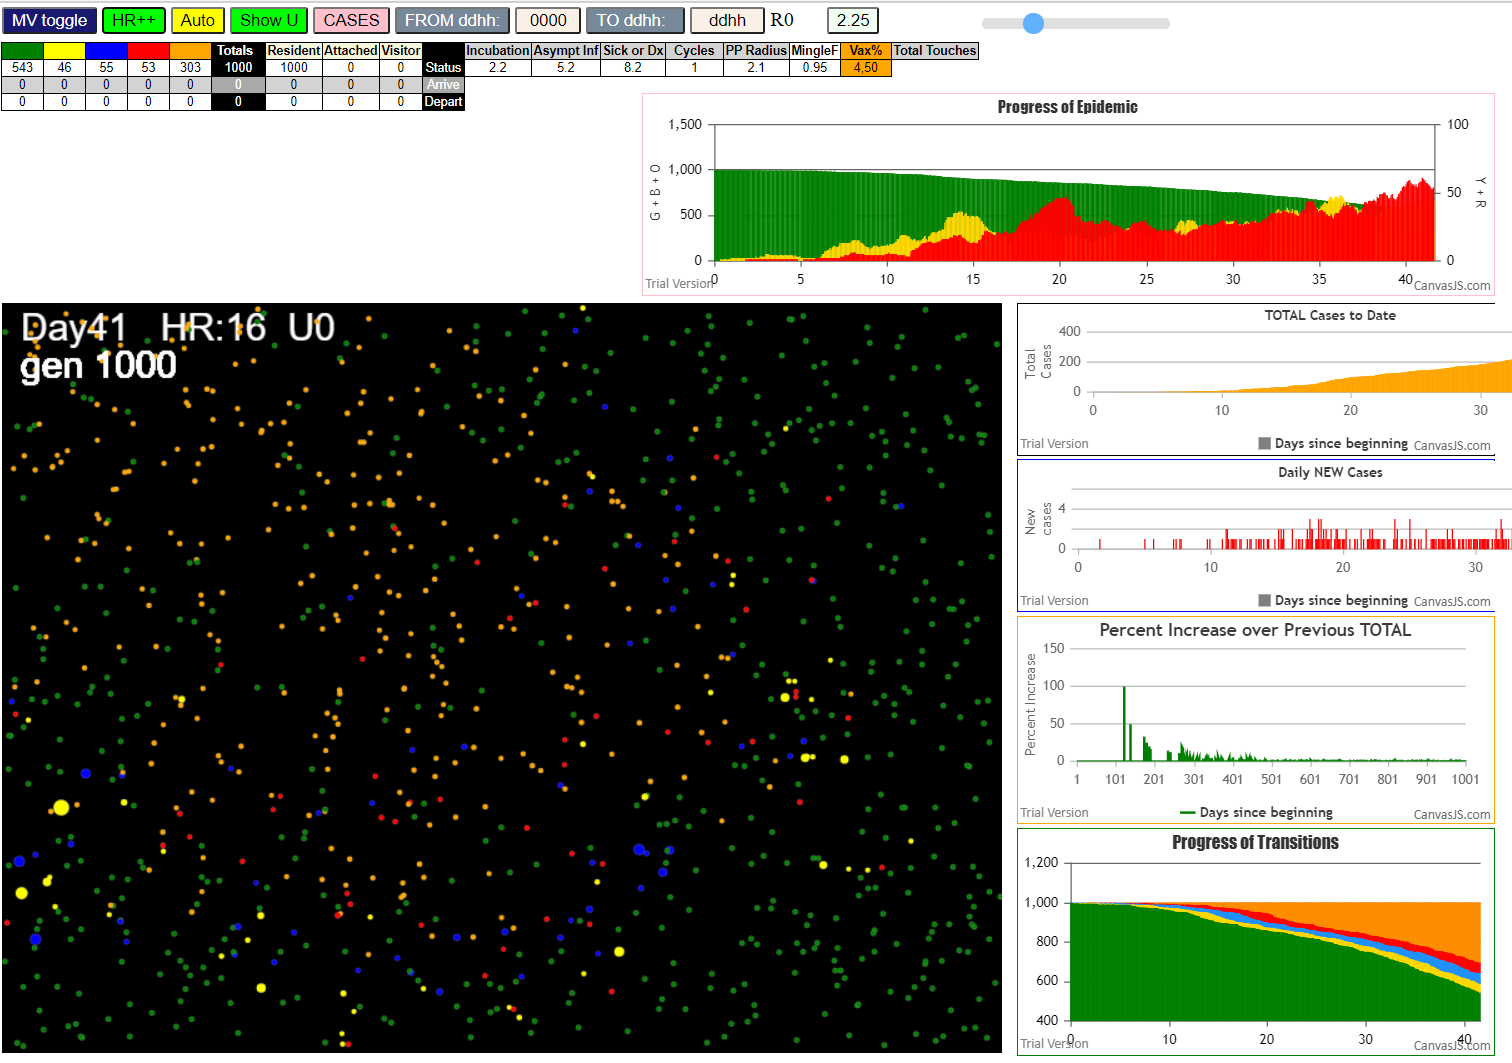 MV toggle HR++ Auto Show U CASES FROM ddhh: 0000 TO ddhh: ddhh R0 2.25
Totals Resident Attached Visitor Incubation Asympt Inf Sick or Dx Cycles PP Radius MingleF Vax% Total Touches
543 46 55 53 303 1000 1000 0 0 Status 2.2 5.2 8.2 1 2.1 0.95 4,50
0 0 0 0 0 0 0 0 0 Arrive
0 0 0 0 0 0 0 0 0 Depart
Progress of Epidemic
1,500 100
1,000
G + B + O 50 Y + R
500
0 0
0 5 10 15 20 25 30 35 40
Trial Version CanvasJS.com
Day41 HR:16 U0
gen 1000
TOTAL Cases to Date
400
Total Cases
200
0
0 10 20 30
Days since beginning
Trial Version CanvasJS.com
Daily NEW Cases
New cases
4
0
0 10 20 30
Days since beginning
Trial Version CanvasJS.com
Percent Increase over Previous TOTAL
150
Percent Increase
100
50
0
1 101 201 301 401 501 601 701 801 901 1001
Days since beginning
Trial Version CanvasJS.com
Progress of Transitions
1,200
1,000
800
600
400
0 10 20 30 40
Trial Version CanvasJS.com